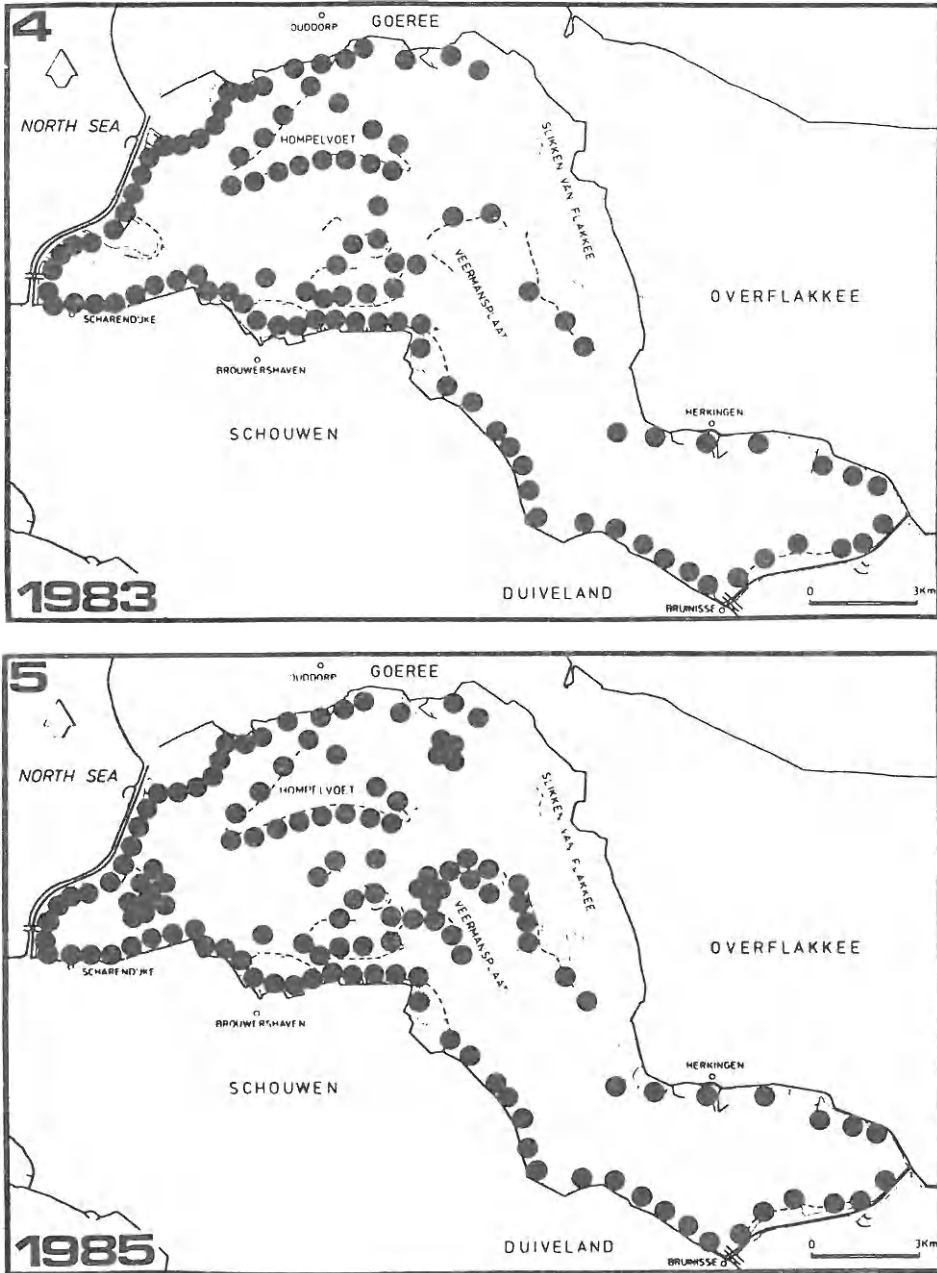 4
OUDDORP
GOEREE
NORTH SEA
HOMPELVOET
SLIKKEN VAN FLAKKEE
VEERMANSPLAAT
OVERFLAKKEE
SCHARENDIJKE
BROUWERSHAVEN
HERKINGEN
SCHOUWEN
1983
DUIVELAND
BRUINISSE
0 3Km
5
OUDDORP
GOEREE
NORTH SEA
HOMPELVOET
SLIKKEN VAN FLAKKEE
VEERMANSPLAAT
OVERFLAKKEE
SCHARENDIJKE
BROUWERSHAVEN
HERKINGEN
SCHOUWEN
1985
DUIVELAND
BRUINISSE
0 3Km